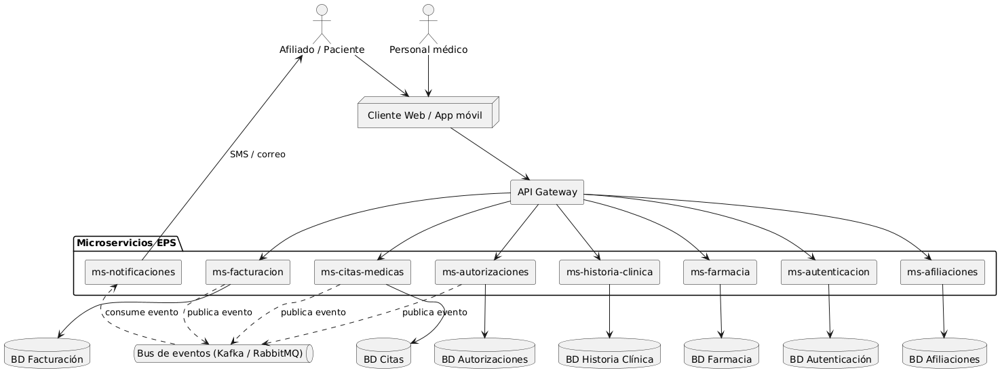 Afiliado / Paciente
Personal médico
Cliente Web / App móvil
SMS / correo
API Gateway
Microservicios EPS
ms-notificaciones
ms-facturacion
ms-citas-medicas
ms-autorizaciones
ms-historia-clinica
ms-farmacia
ms-autenticacion
ms-afiliaciones
consume evento
publica evento
publica evento
publica evento
BD Facturación
Bus de eventos (Kafka / RabbitMQ)
BD Citas
BD Autorizaciones
BD Historia Clínica
BD Farmacia
BD Autenticación
BD Afiliaciones